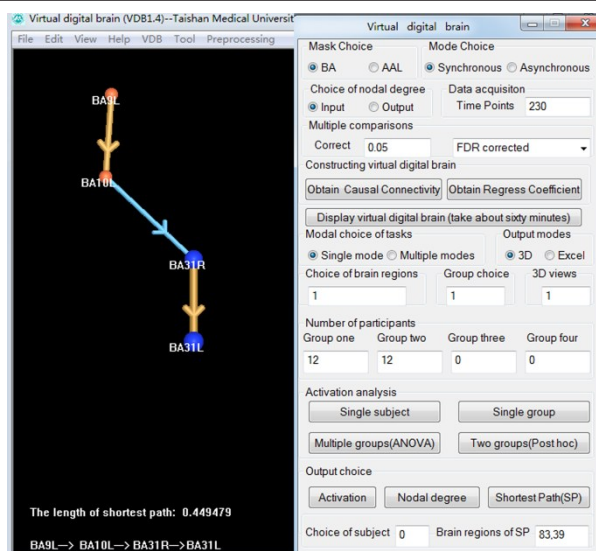 Virtual digital brain (VDB1.4)--Taishan Medical Universit
File Edit View Help VDB Tool Preprocessing
BA9L
BA10L
BA31R
BA31L
The length of shortest path: 0.449479
BA9L—> BA10L—> BA31R—>BA31L
Virtual digital brain
Mask Choice Mode Choice
BA AAL Synchronous Asynchronous
Choice of nodal degree Data acquisiton
Input Output Time Points 230
Multiple comparisons
Correct 0.05 FDR corrected
Constructing virtual digital brain
Obtain Causal Connectivity Obtain Regress Coefficient
Display virtual digital brain (take about sixty minutes)
Modal choice of tasks Output modes
Single mode Multiple modes 3D Excel
Choice of brain regions Group choice 3D views
1 1 1
Number of participants
Group one Group two Group three Group four
12 12 0 0
Activation analysis
Single subject Single group
Multiple groups(ANOVA) Two groups(Post hoc)
Output choice
Activation Nodal degree Shortest Path(SP)
Choice of subject 0 Brain regions of SP 83,39